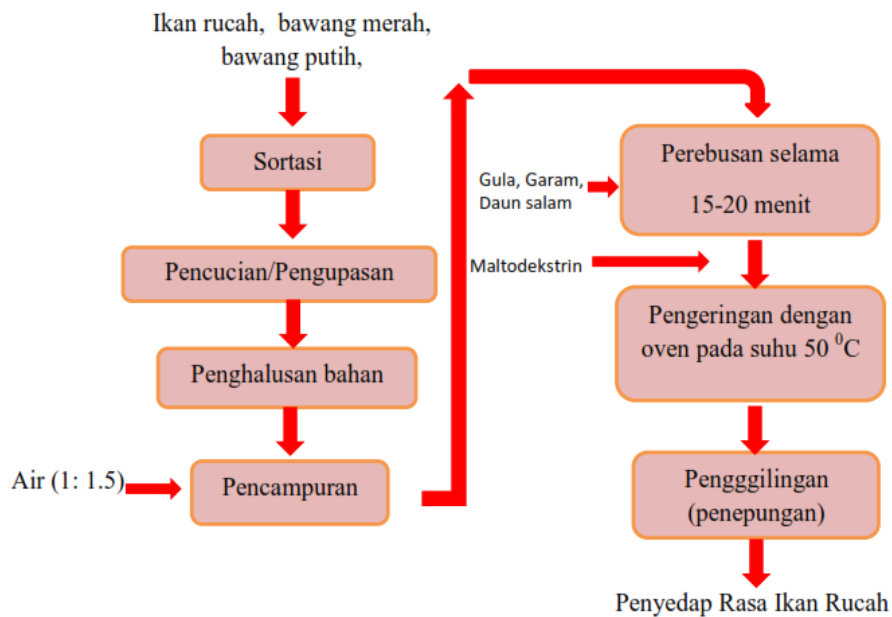 Ikan rucah,  bawang merah,
bawang putih,
Sortasi
Pencucian/Pengupasan
Penghalusan bahan
Air (1: 1.5)
Pencampuran
Perebusan selama
15-20 menit
Gula, Garam,
Daun salam
Maltodekstrin
Pengeringan dengan
oven pada suhu 50 ⁰C
Pengggilingan
(penepungan)
Penyedap Rasa Ikan Rucah